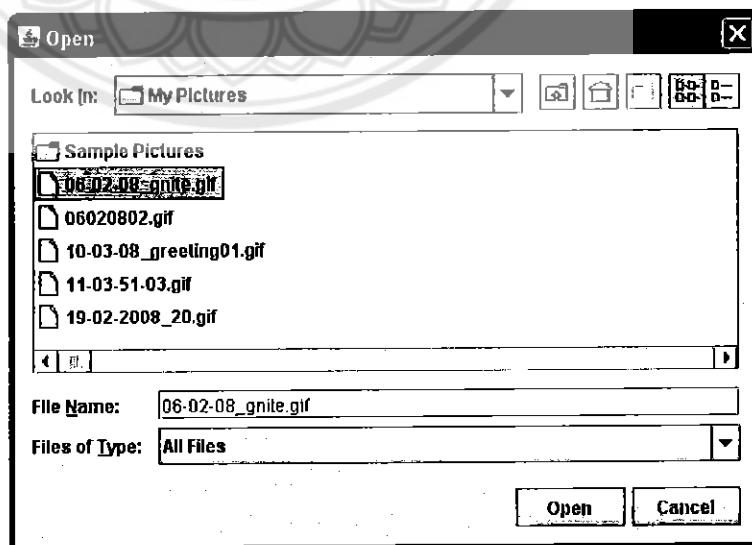 Open
Look In: My Pictures
Sample Pictures
06-02-08_gnite.gif
06020802.gif
10-03-08_greeting01.gif
11-03-51-03.gif
19-02-2008_20.gif
File Name: 06-02-08_gnite.gif
Files of Type: All Files
Open Cancel